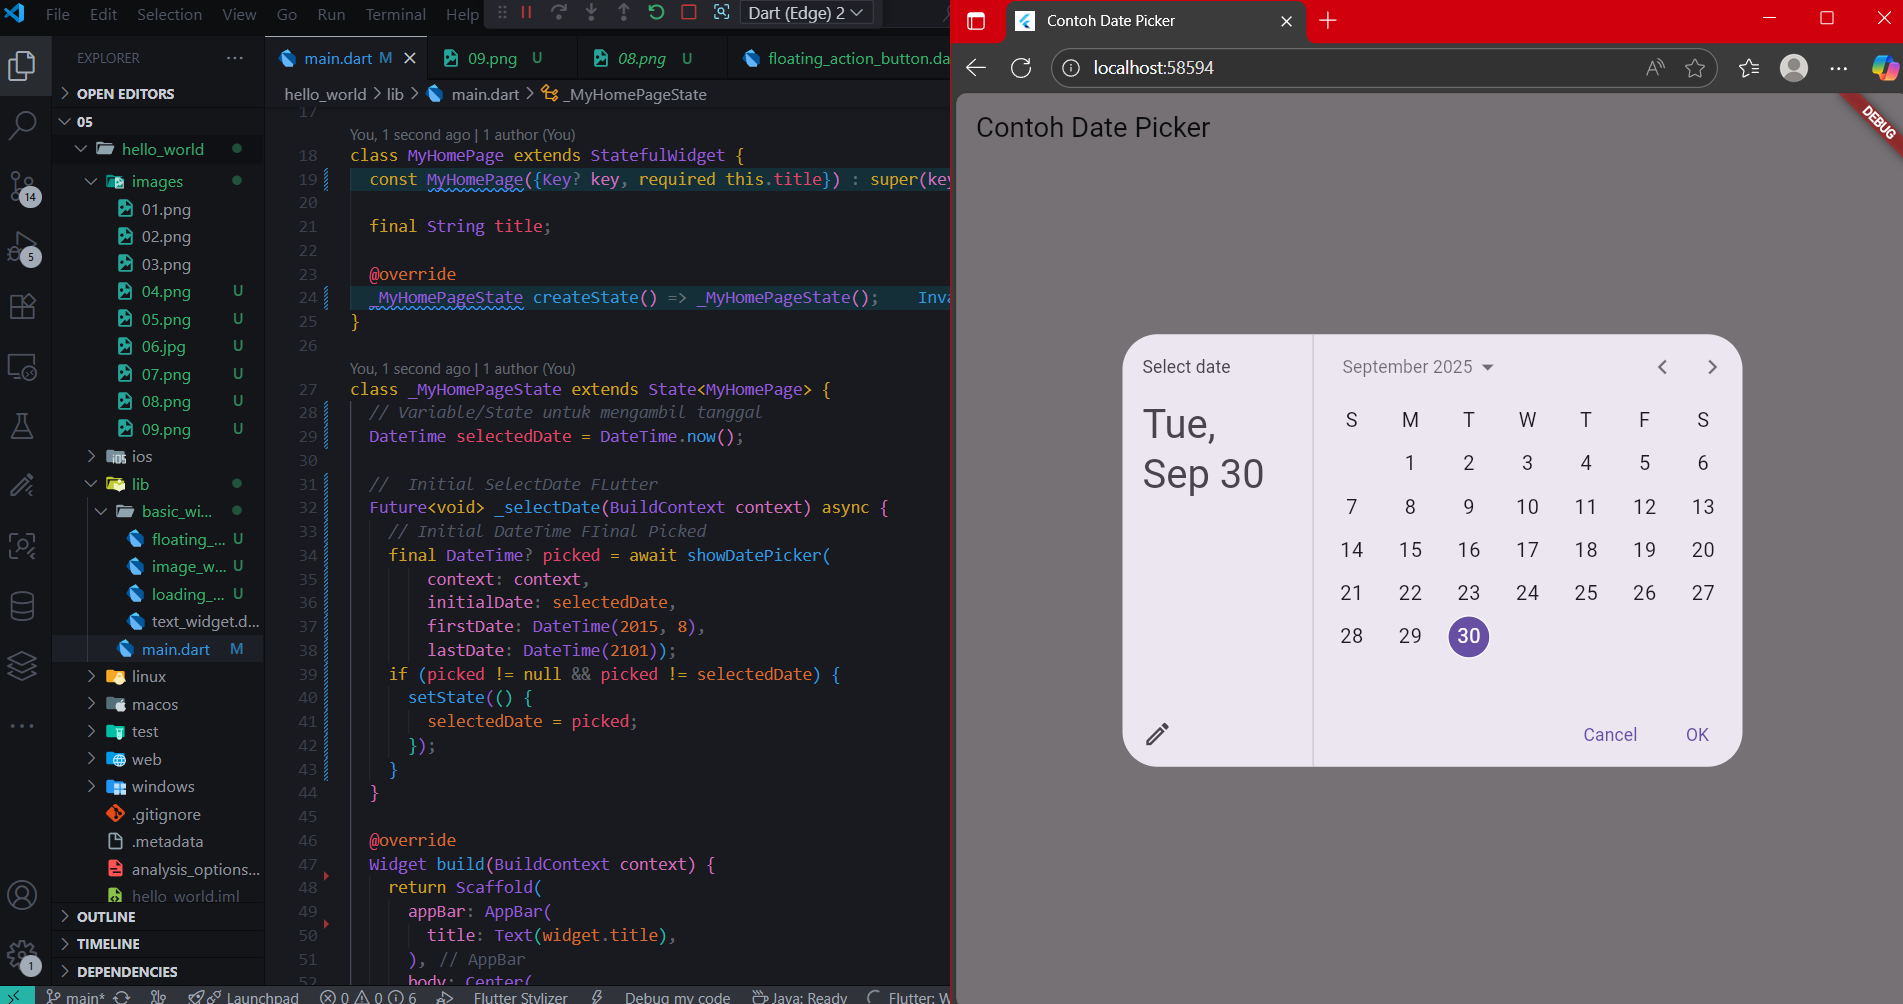 File Edit Selection View Go Run Terminal Help
Dart (Edge) 2
EXPLORER
OPEN EDITORS
05
hello_world
images
01.png
02.png
03.png
04.png U
05.png U
06.jpg U
07.png U
08.png U
09.png U
ios
lib
basic_wi...
floating_... U
image_w... U
loading_... U
text_widget.d...
main.dart M
linux
macos
test
web
windows
.gitignore
.metadata
analysis_options...
hello_world.iml
OUTLINE
TIMELINE
DEPENDENCIES
14
5
1
main.dart M
09.png U
08.png U
floating_action_button.da
hello_world > lib > main.dart > _MyHomePageState
17
You, 1 second ago | 1 author (You)
18 class MyHomePage extends StatefulWidget {
19 const MyHomePage({Key? key, required this.title}) : super(key
20
21 final String title;
22
23 @override
24 _MyHomePageState createState() => _MyHomePageState(); Inva
25 }
26
You, 1 second ago | 1 author (You)
27 class _MyHomePageState extends State<MyHomePage> {
28 // Variable/State untuk mengambil tanggal
29 DateTime selectedDate = DateTime.now();
30
31 //  Initial SelectDate FLutter
32 Future<void> _selectDate(BuildContext context) async {
33 // Initial DateTime FIinal Picked
34 final DateTime? picked = await showDatePicker(
35 context: context,
36 initialDate: selectedDate,
37 firstDate: DateTime(2015, 8),
38 lastDate: DateTime(2101));
39 if (picked != null && picked != selectedDate) {
40 setState(() {
41 selectedDate = picked;
42 });
43 }
44 }
45
46 @override
47 Widget build(BuildContext context) {
48 return Scaffold(
49 appBar: AppBar(
50 title: Text(widget.title),
51 ), // AppBar
52 body: Center(
main* Launchpad 0 0 6 Flutter Stylizer Debug my code Java: Ready Flutter: W
Contoh Date Picker
localhost:58594
Contoh Date Picker
DEBUG
Select date
Tue,
Sep 30
September 2025
S M T W T F S
1 2 3 4 5 6
7 8 9 10 11 12 13
14 15 16 17 18 19 20
21 22 23 24 25 26 27
28 29 30
Cancel OK